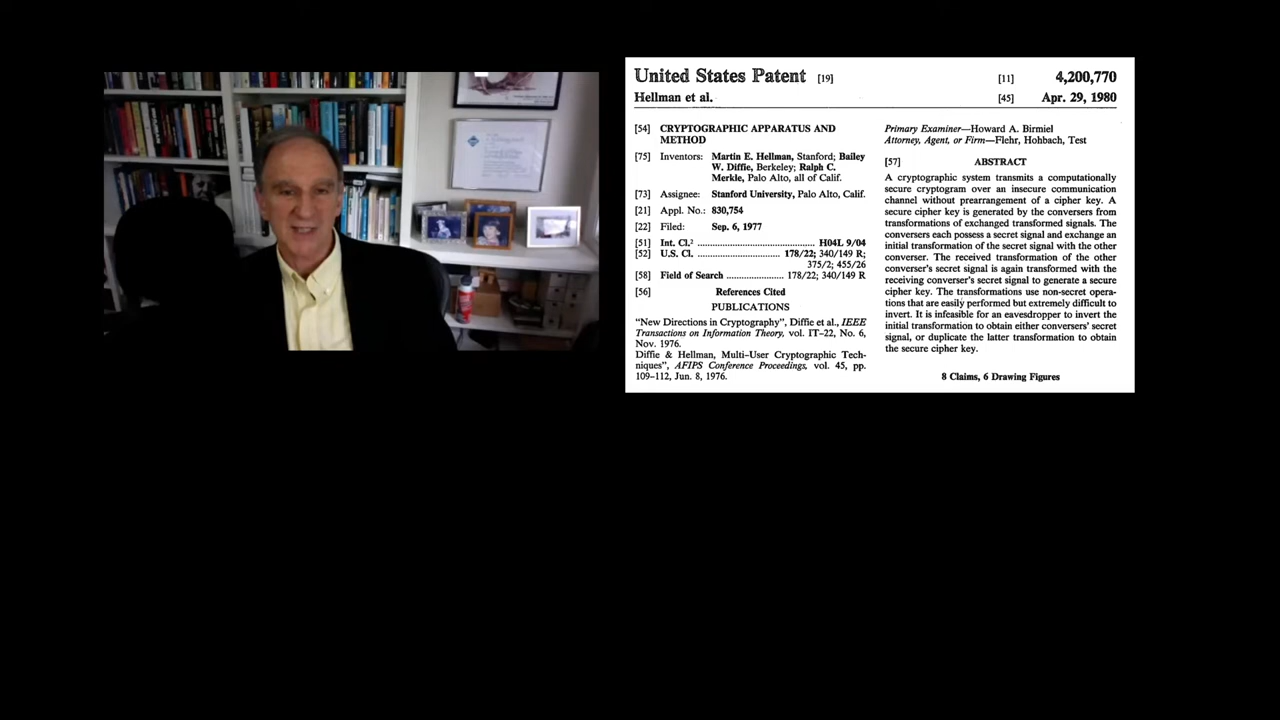 United States Patent [19]
Hellman et al.
[11] 4,200,770
[45] Apr. 29, 1980
[54] CRYPTOGRAPHIC APPARATUS AND
METHOD
[75] Inventors: Martin E. Hellman, Stanford; Bailey
W. Diffie, Berkeley; Ralph C.
Merkle, Palo Alto, all of Calif.
[73] Assignee: Stanford University, Palo Alto, Calif.
[21] Appl. No.: 830,754
[22] Filed: Sep. 6, 1977
[51] Int. Cl.² ........................................ H04L 9/04
[52] U.S. Cl. ............................ 178/22; 340/149 R;
375/2; 455/26
[58] Field of Search ........................ 178/22; 340/149 R
[56] References Cited
PUBLICATIONS
“New Directions in Cryptography”, Diffie et al., IEEE
Transactions on Information Theory, vol. IT-22, No. 6,
Nov. 1976.
Diffie & Hellman, Multi-User Cryptographic Tech-
niques”, AFIPS Conference Proceedings, vol. 45, pp.
109-112, Jun. 8, 1976.
Primary Examiner—Howard A. Birmiel
Attorney, Agent, or Firm—Flehr, Hohbach, Test
[57] ABSTRACT
A cryptographic system transmits a computationally
secure cryptogram over an insecure communication
channel without prearrangement of a cipher key. A
secure cipher key is generated by the conversers from
transformations of exchanged transformed signals. The
conversers each possess a secret signal and exchange an
initial transformation of the secret signal with the other
converser. The received transformation of the other
converser's secret signal is again transformed with the
receiving converser's secret signal to generate a secure
cipher key. The transformations use non-secret opera-
tions that are easily performed but extremely difficult to
invert. It is infeasible for an eavesdropper to invert the
initial transformation to obtain either conversers' secret
signal, or duplicate the latter transformation to obtain
the secure cipher key.
8 Claims, 6 Drawing Figures